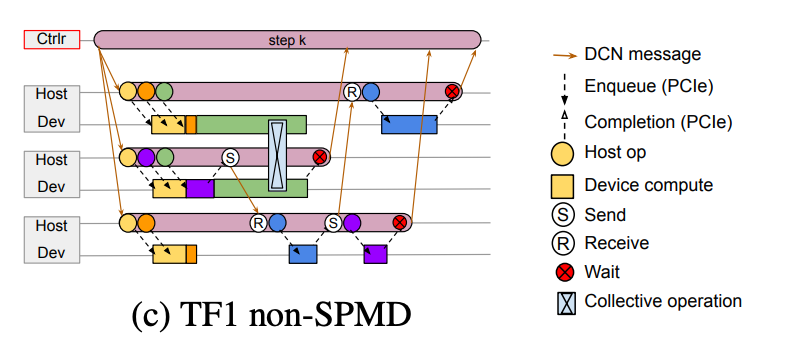 Ctrlr
step k
Host
R
Dev
Host
S
Dev
Host
R
S
Dev
(c) TF1 non-SPMD
DCN message
Enqueue (PCIe)
Completion (PCIe)
Host op
Device compute
S Send
R Receive
Wait
Collective operation